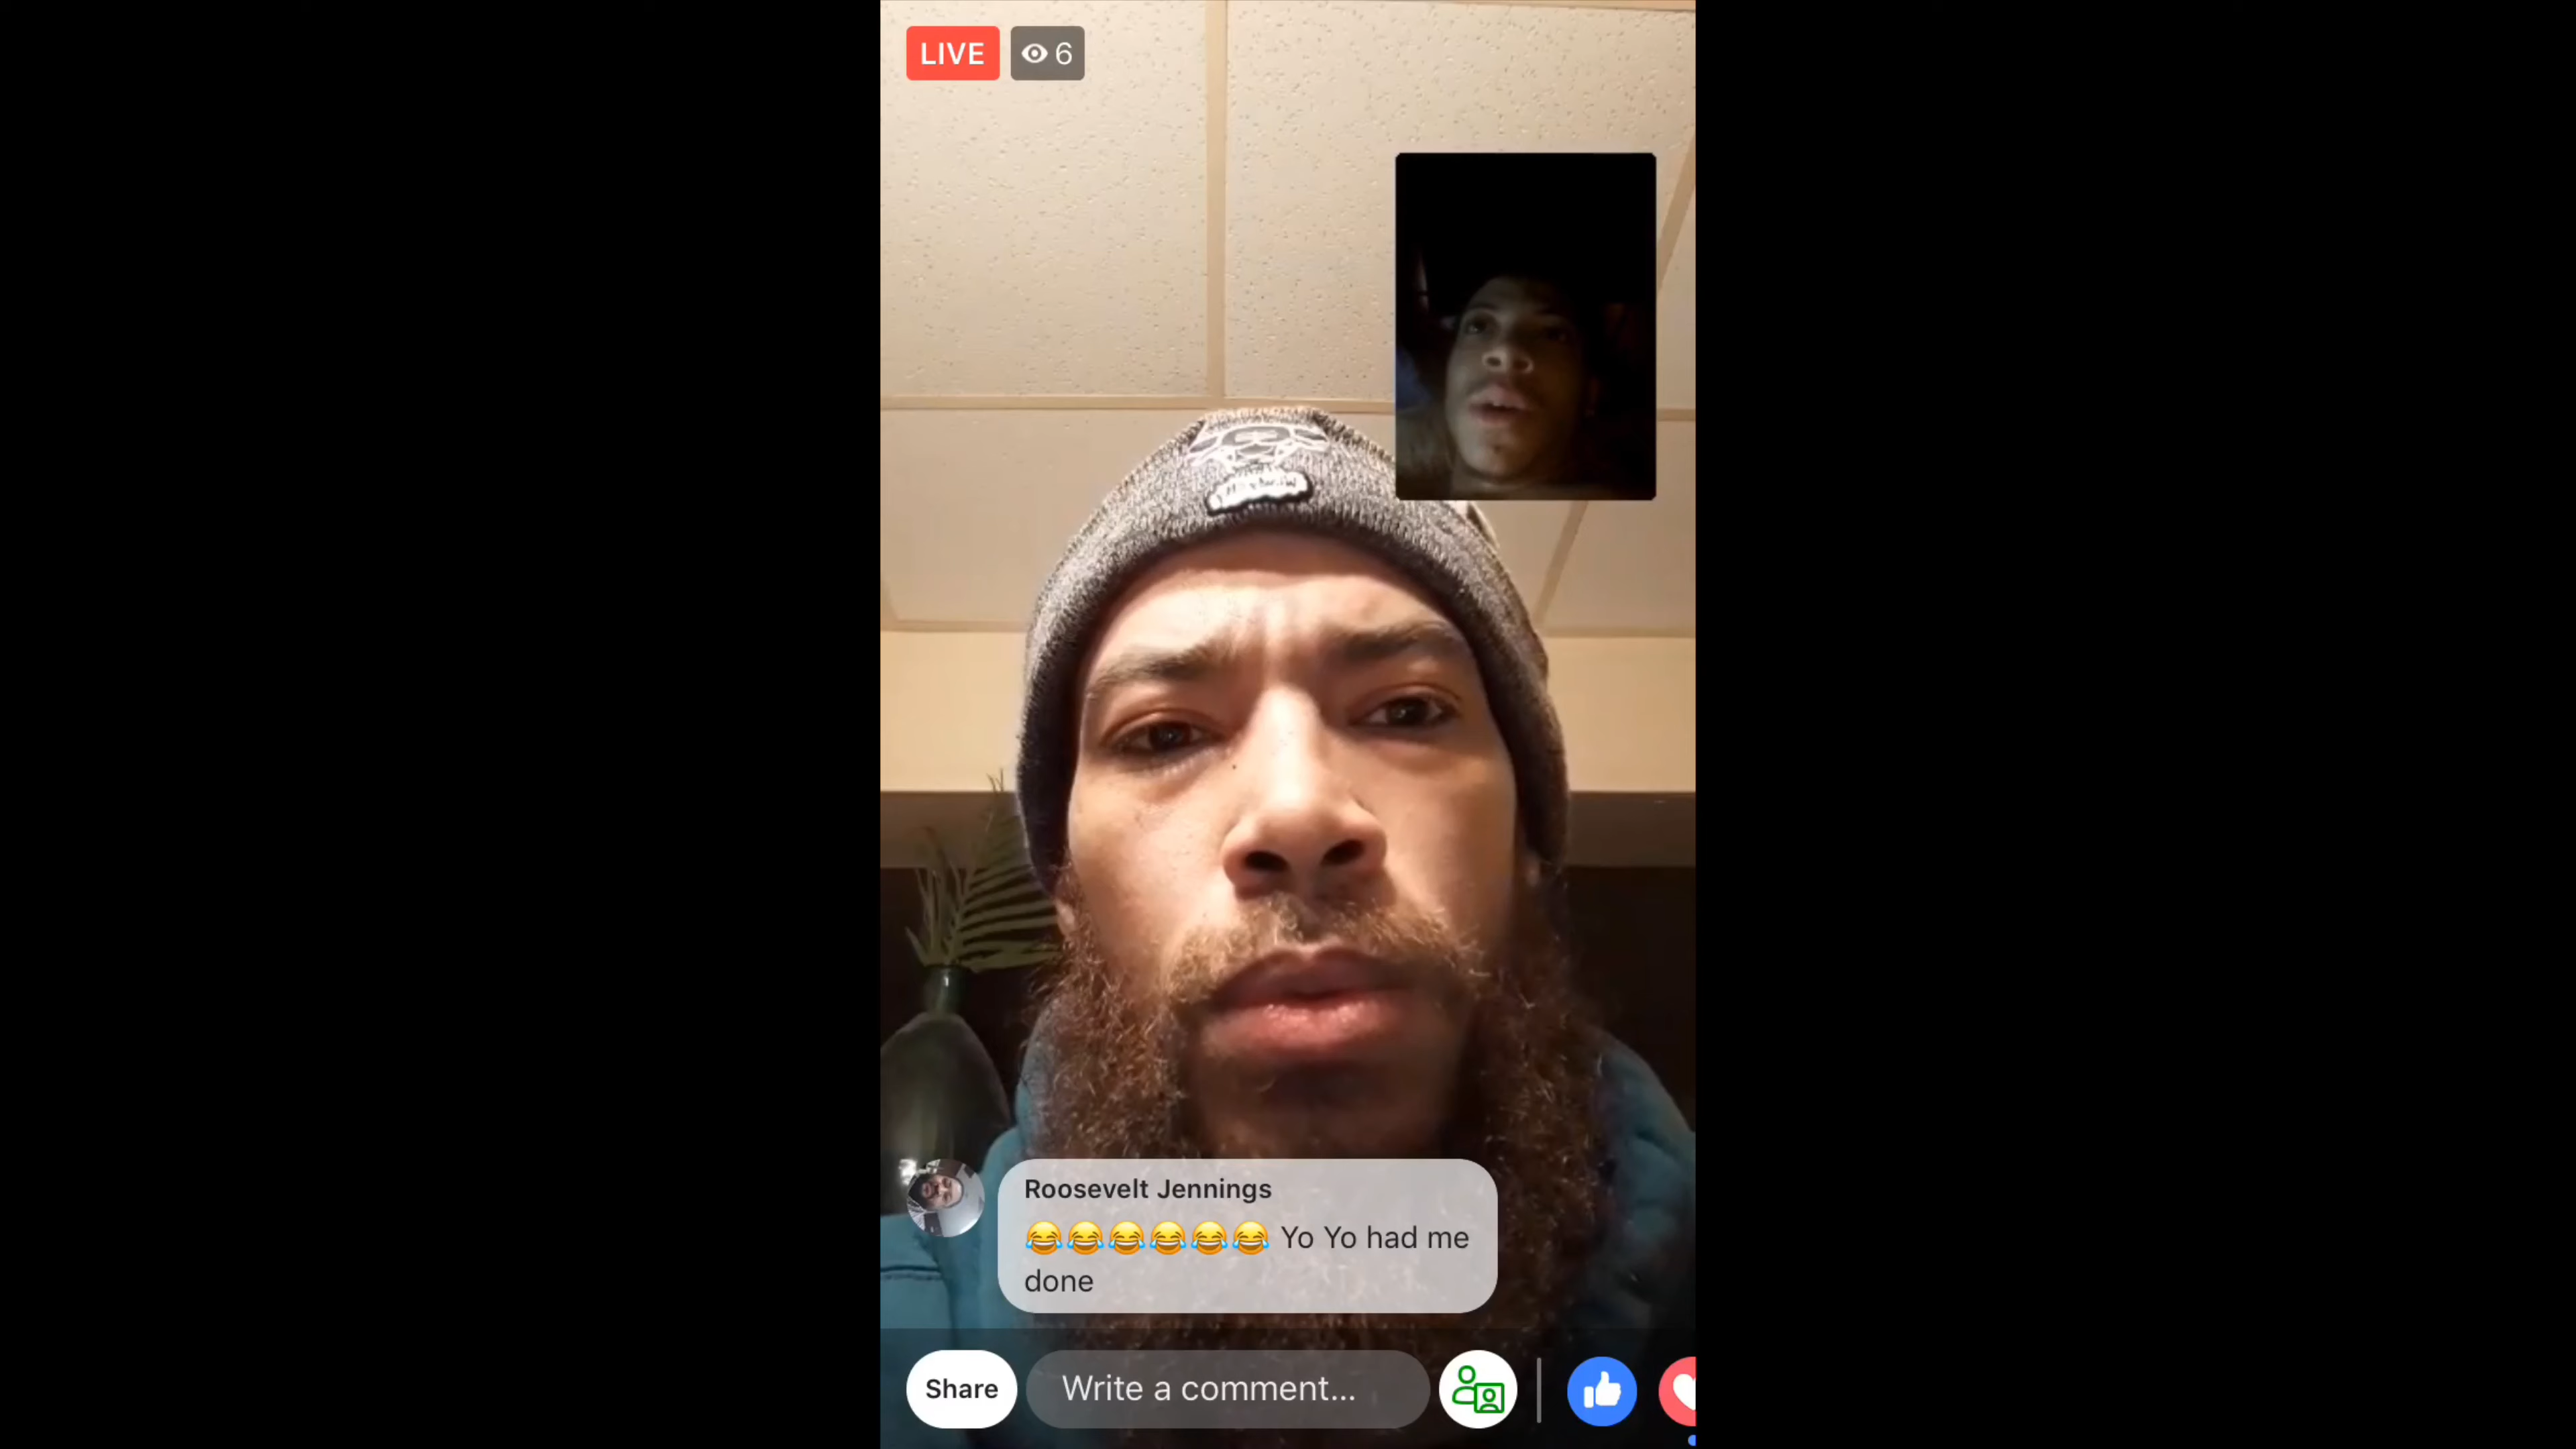 LIVE 6
Roosevelt Jennings
😂😂😂😂😂😂 Yo Yo had me
done
Share Write a comment...